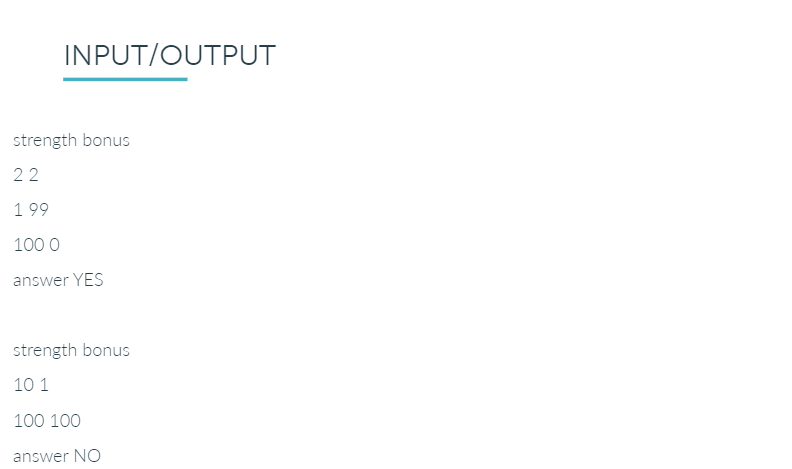 INPUT/OUTPUT
strength bonus
2 2
1 99
100 0
answer YES
strength bonus
10 1
100 100
answer NO